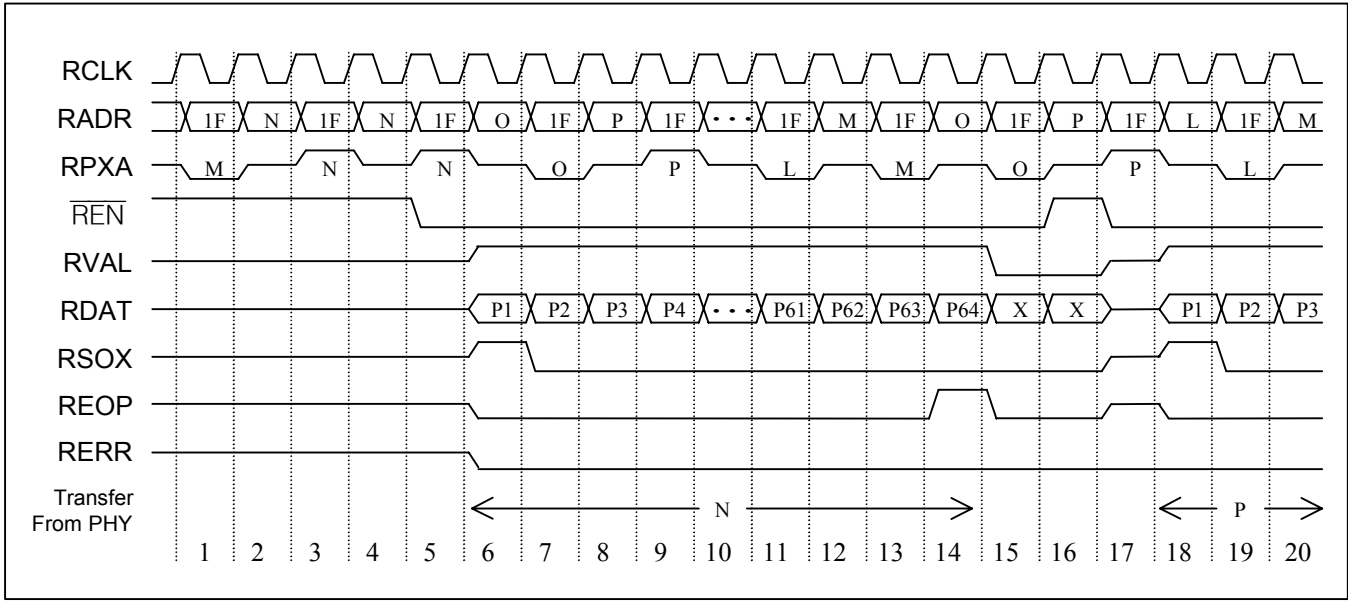 RCLK
RADR 1F N 1F N 1F O 1F P 1F ··· 1F M 1F O 1F P 1F L 1F M
RPXA M N N O P L M O P L
REN
RVAL
RDAT P1 P2 P3 P4 ··· P61 P62 P63 P64 X X P1 P2 P3
RSOX
REOP
RERR
Transfer
From PHY N P
1 2 3 4 5 6 7 8 9 10 11 12 13 14 15 16 17 18 19 20